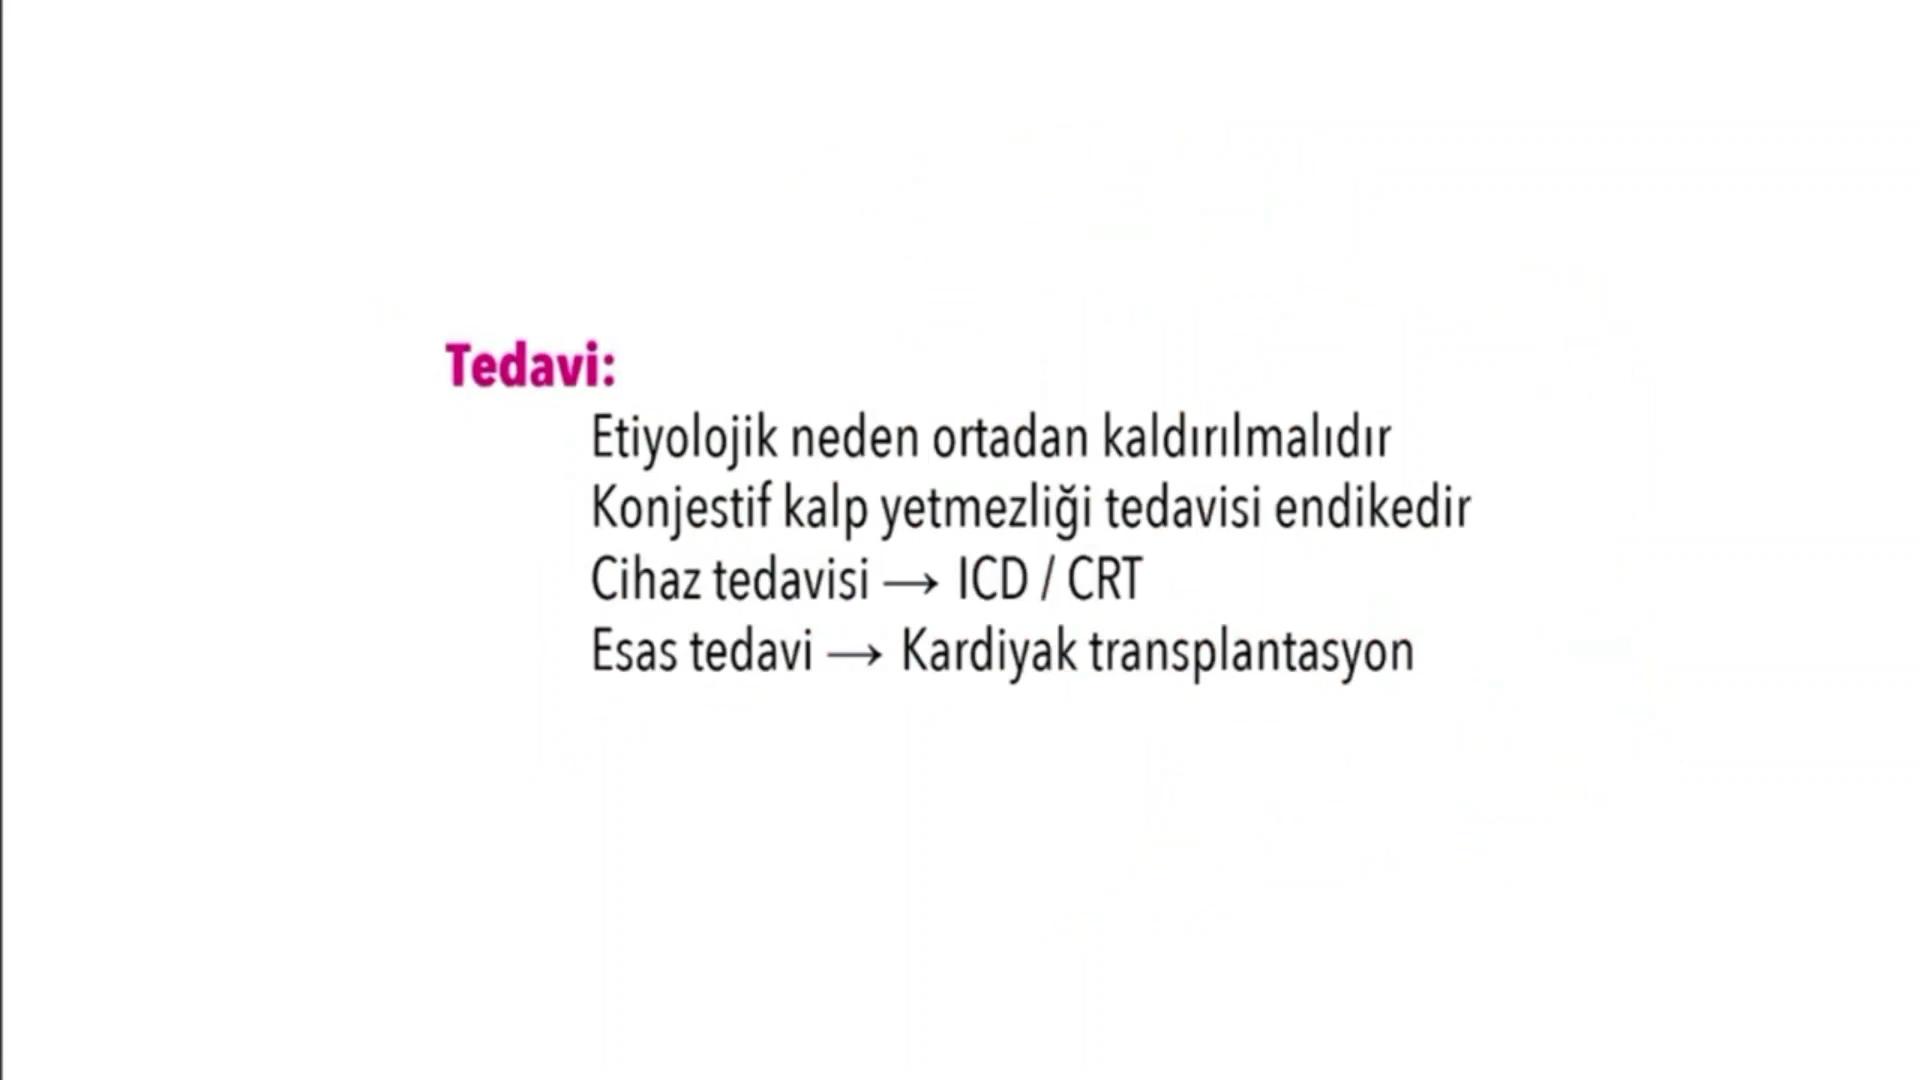 Tedavi:
Etiyolojik neden ortadan kaldırılmalıdır
Konjestif kalp yetmezliği tedavisi endikedir
Cihaz tedavisi → ICD / CRT
Esas tedavi → Kardiyak transplantasyon